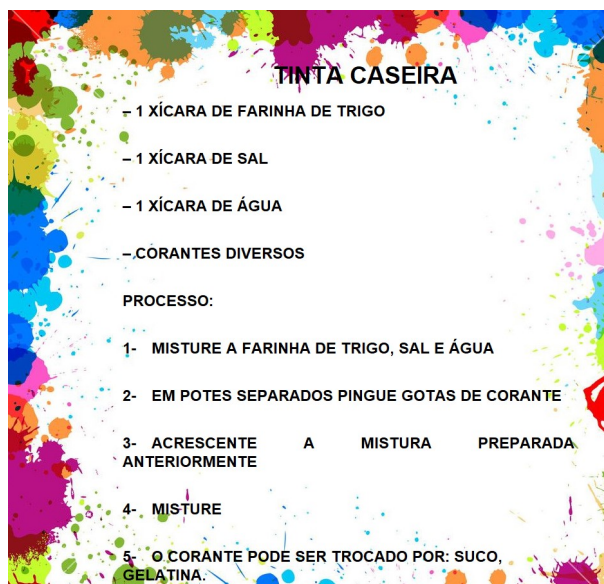 TINTA CASEIRA
– 1 XÍCARA DE FARINHA DE TRIGO
– 1 XÍCARA DE SAL
– 1 XÍCARA DE ÁGUA
– CORANTES DIVERSOS
PROCESSO:
1- MISTURE A FARINHA DE TRIGO, SAL E ÁGUA
2- EM POTES SEPARADOS PINGUE GOTAS DE CORANTE
3- ACRESCENTE A MISTURA PREPARADA
ANTERIORMENTE
4- MISTURE
5- O CORANTE PODE SER TROCADO POR: SUCO,
GELATINA.